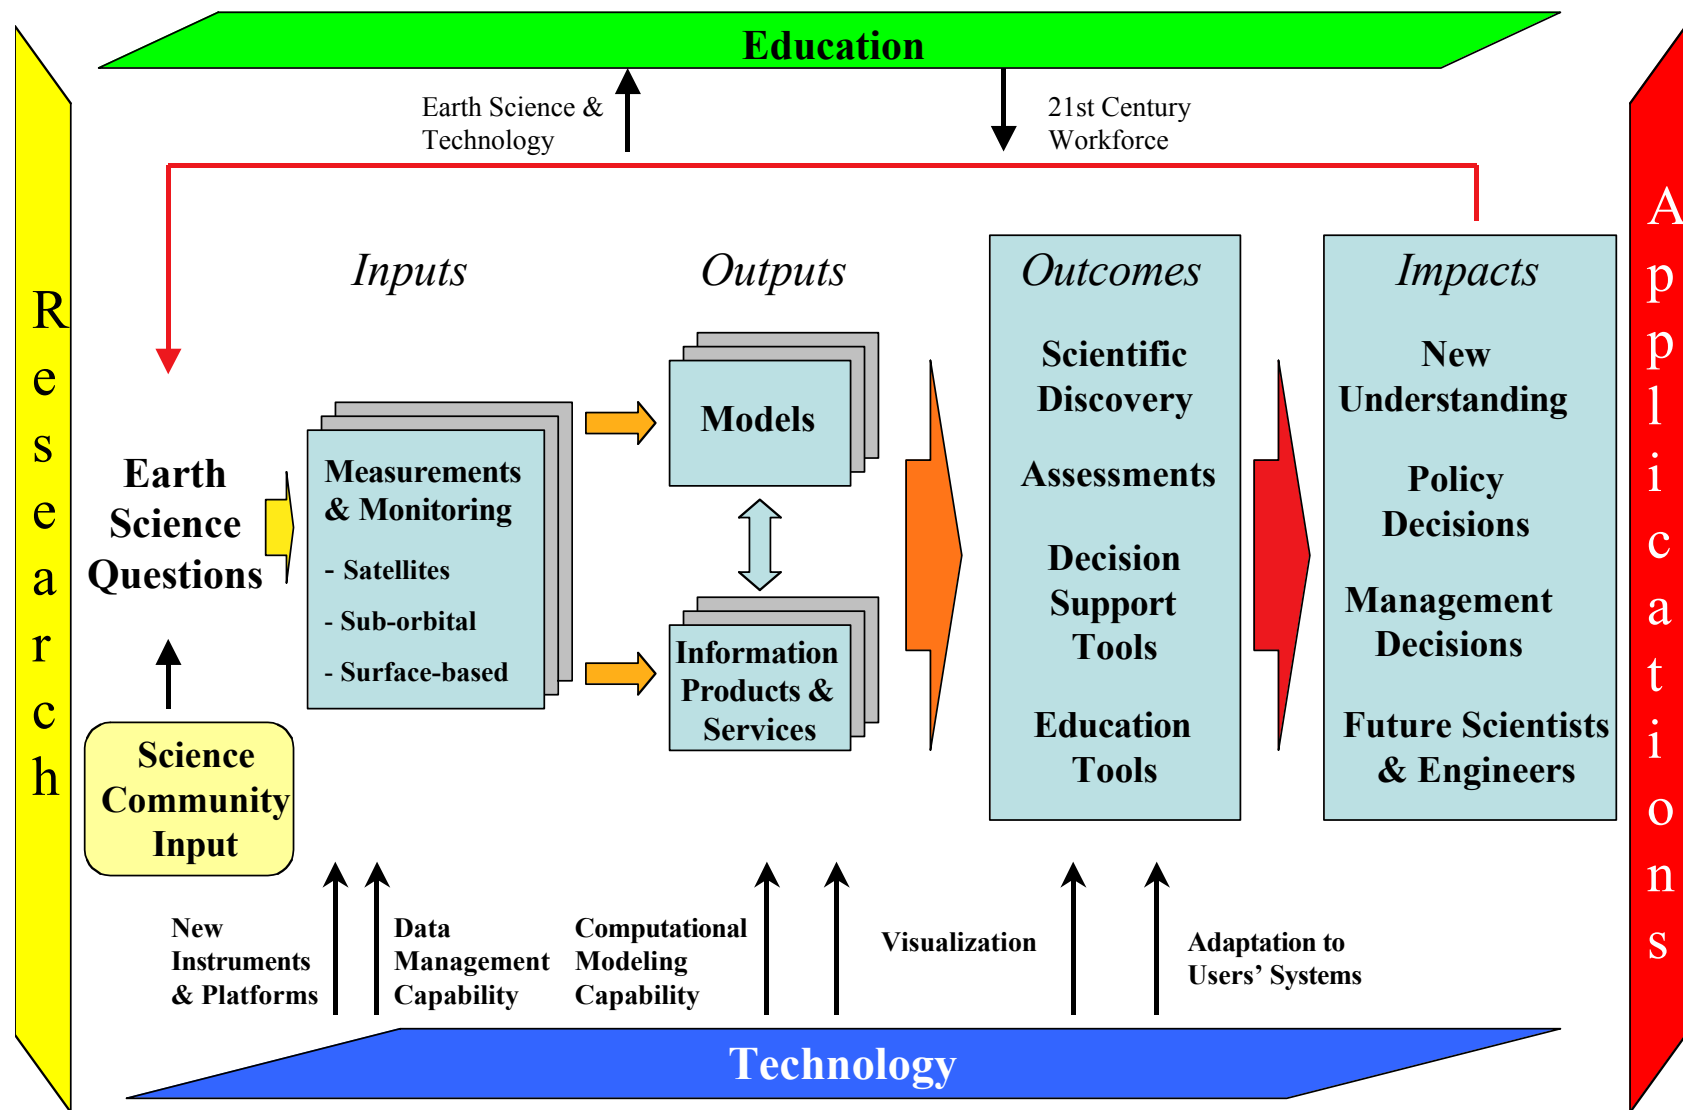 Education
Earth Science &
Technology
21st Century
Workforce
Research
Applications
Inputs
Outputs
Outcomes
Impacts
Earth
Science
Questions
Science
Community
Input
Measurements
& Monitoring
- Satellites
- Sub-orbital
- Surface-based
Models
Information
Products &
Services
Scientific
Discovery
Assessments
Decision
Support
Tools
Education
Tools
New
Understanding
Policy
Decisions
Management
Decisions
Future Scientists
& Engineers
New
Instruments
& Platforms
Data
Management
Capability
Computational
Modeling
Capability
Visualization
Adaptation to
Users’ Systems
Technology